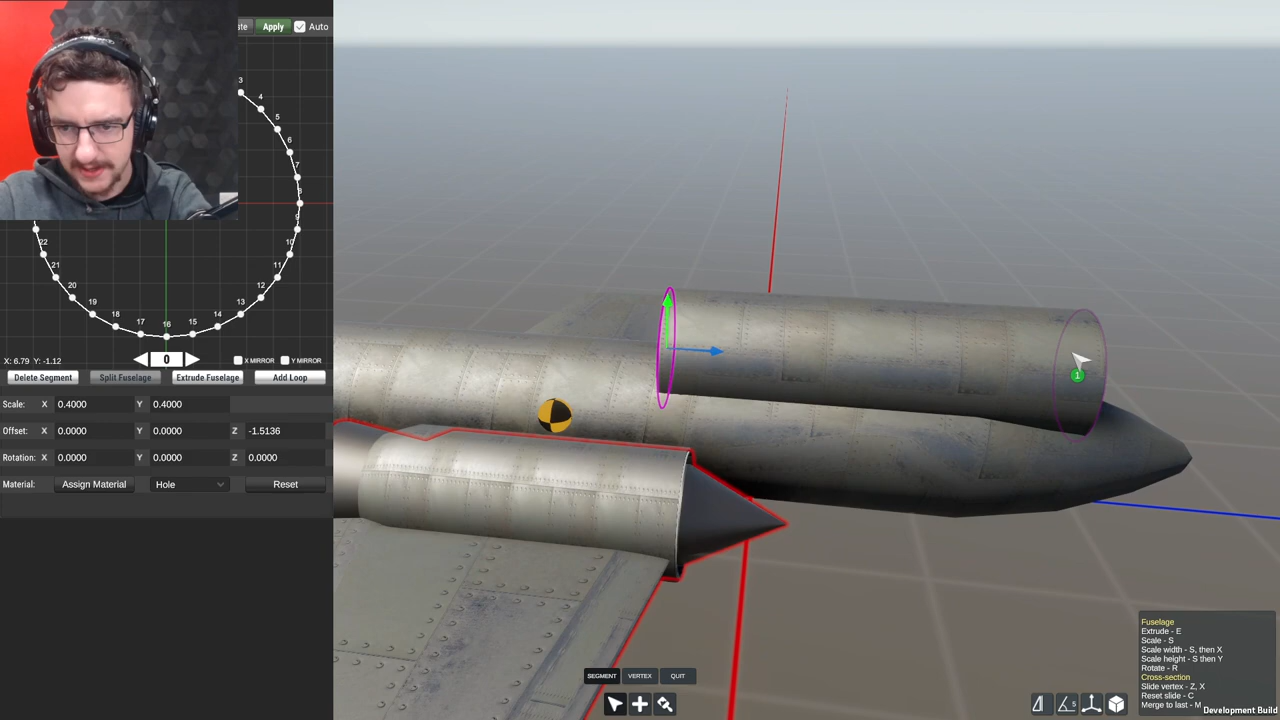 ste Apply Auto
3
4
5
6
7
8
9
10
11
12
13
14
15
16
17
18
19
20
21
22
X: 6.79 Y: -1.12
0
X MIRROR Y MIRROR
Delete Segment Split Fuselage Extrude Fuselage Add Loop
Scale: X 0.4000 Y 0.4000
Offset: X 0.0000 Y 0.0000 Z -1.5136
Rotation: X 0.0000 Y 0.0000 Z 0.0000
Material: Assign Material Hole Reset
1
SEGMENT VERTEX QUIT
Fuselage
Extrude - E
Scale - S
Scale width - S, then X
Scale height - S then Y
Rotate - R
Cross-section
Slide vertex - Z, X
Reset slide - C
Merge to last - M
5
Development Build